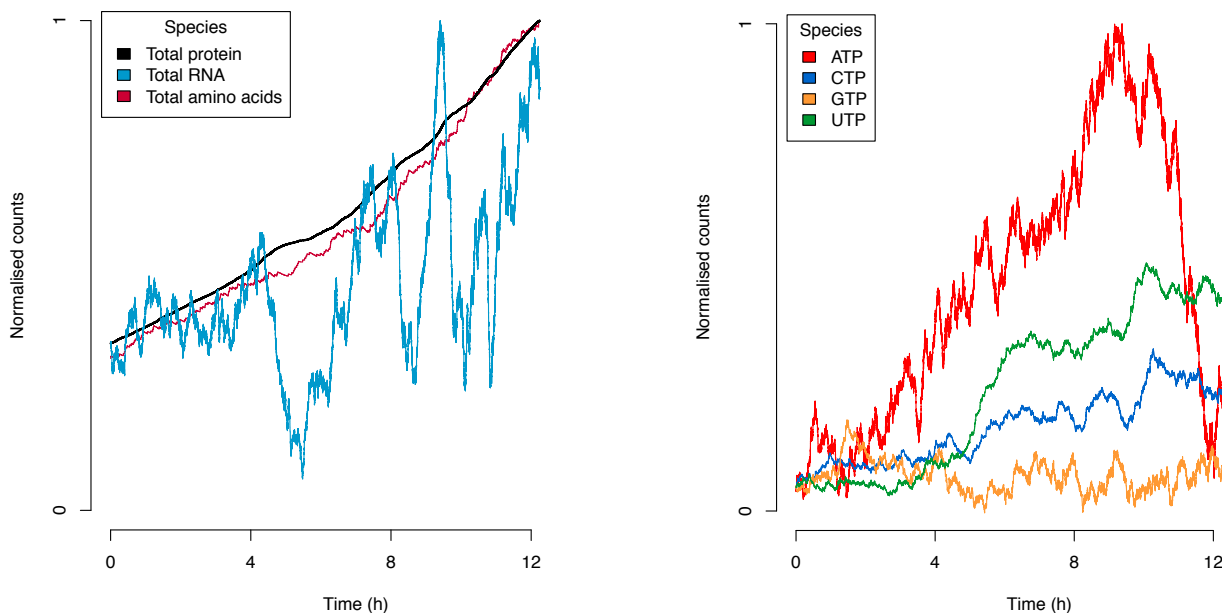 Species
Total protein
Total RNA
Total amino acids
Normalised counts
1
0
0
4
8
12
Time (h)
Species
ATP
CTP
GTP
UTP
Normalised counts
1
0
0
4
8
12
Time (h)